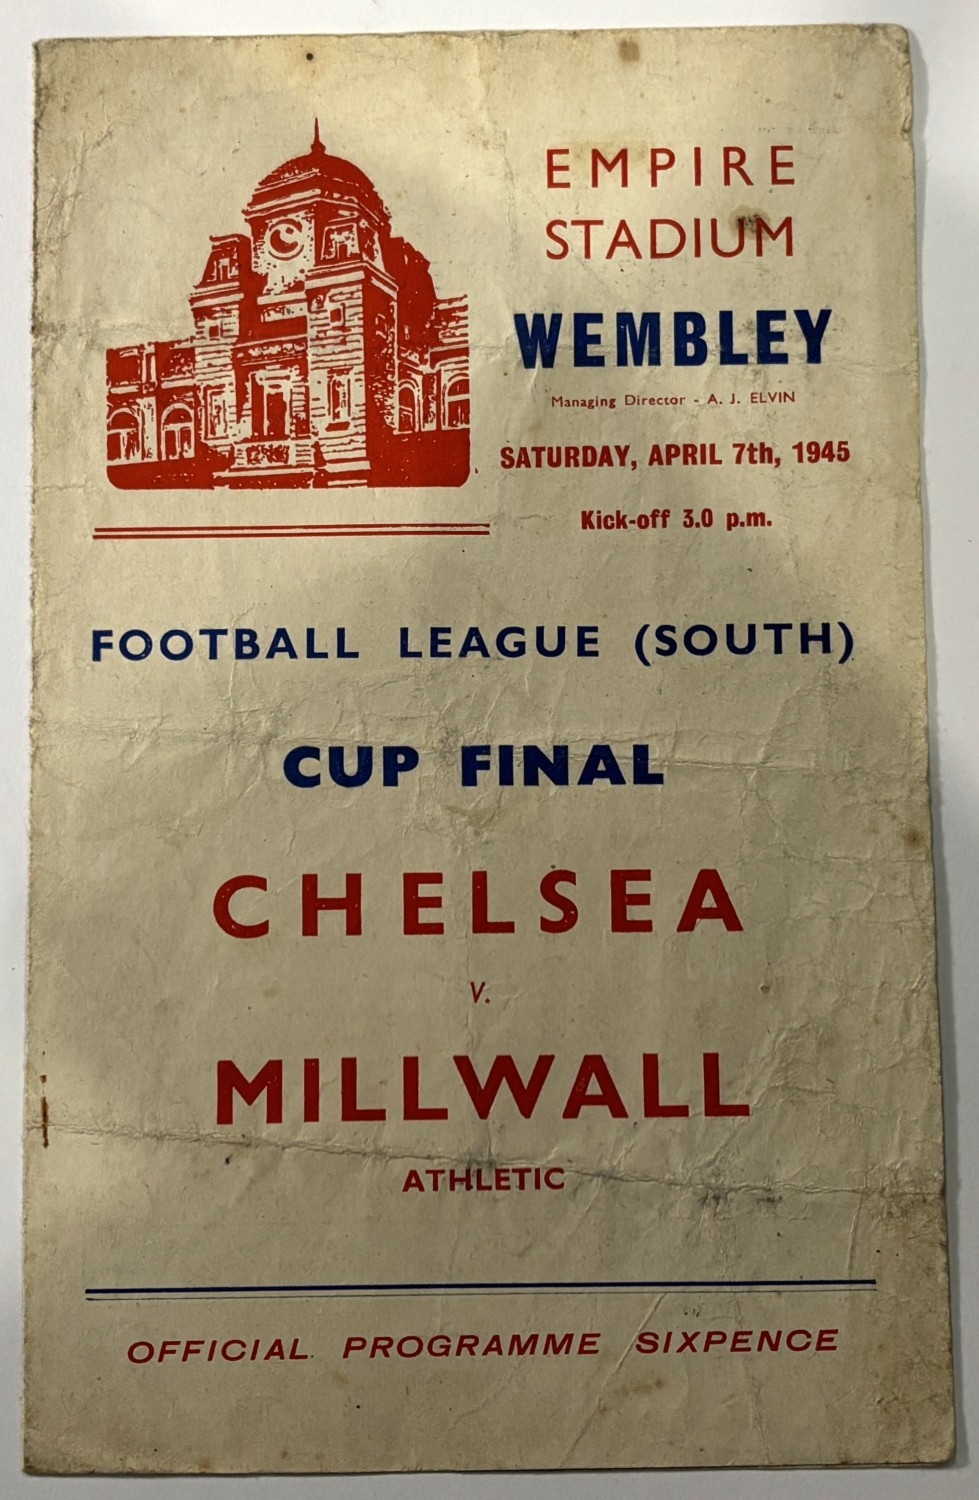 EMPIRE
STADIUM
WEMBLEY
Managing Director - A. J. ELVIN
SATURDAY, APRIL 7th, 1945
Kick-off 3.0 p.m.
FOOTBALL LEAGUE (SOUTH)
CUP FINAL
CHELSEA
v.
MILLWALL
ATHLETIC
OFFICIAL PROGRAMME SIXPENCE